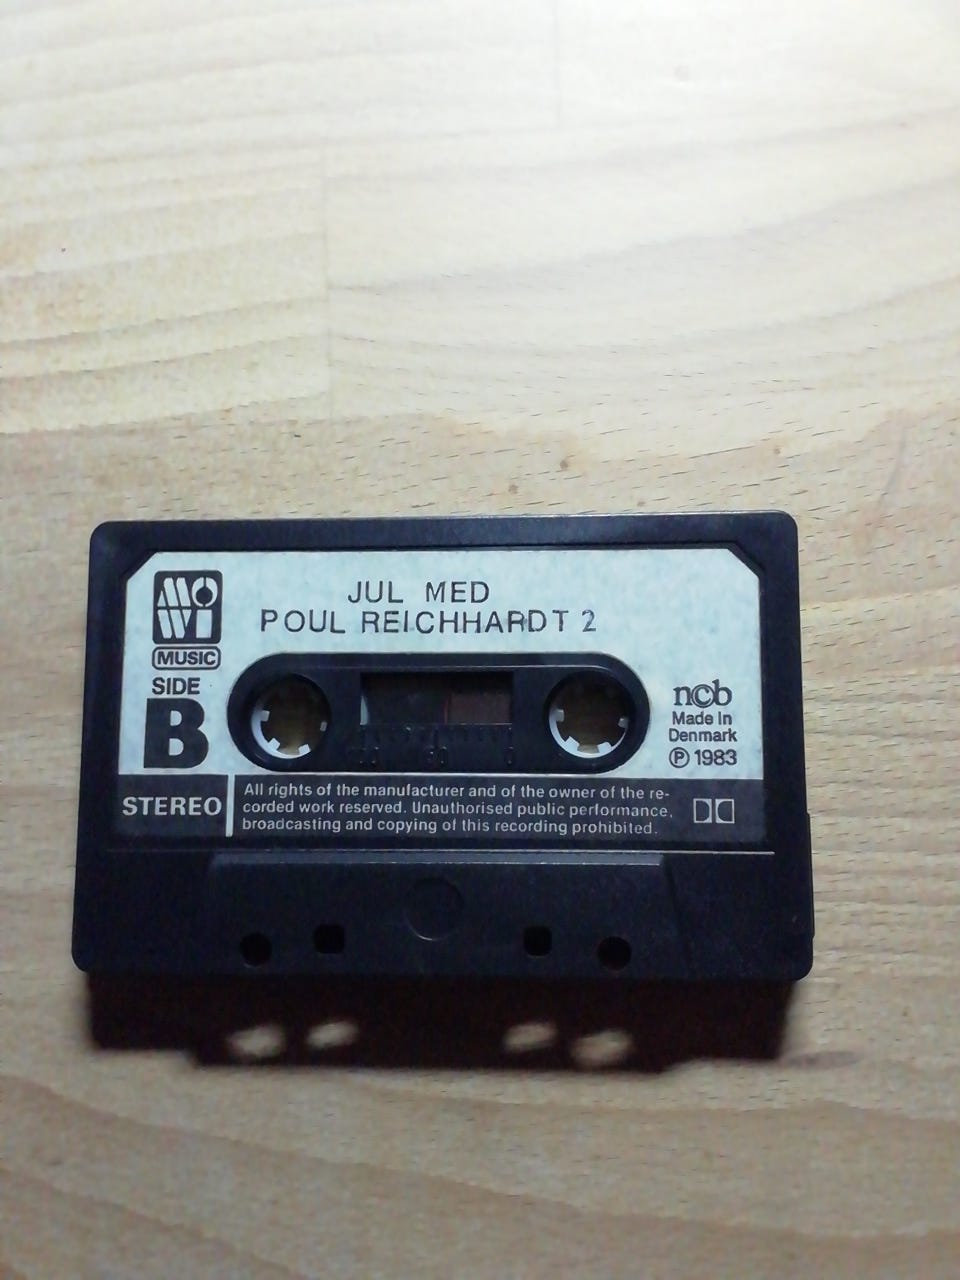 MOWI
MUSIC
JUL MED
POUL REICHHARDT 2
SIDE
B
STEREO
ncb
Made in
Denmark
Ⓟ 1983
All rights of the manufacturer and of the owner of the re-
corded work reserved. Unauthorised public performance,
broadcasting and copying of this recording prohibited.